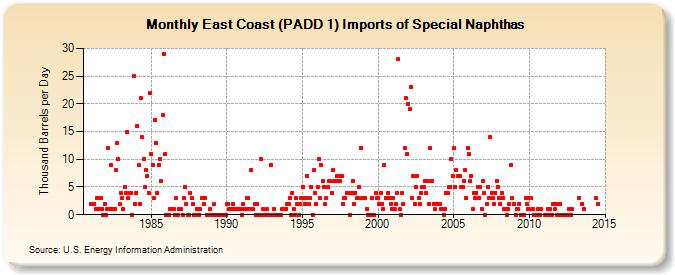 Monthly East Coast (PADD 1) Imports of Special Naphthas
Thousand Barrels per Day
30
25
20
15
10
5
0
1985 1990 1995 2000 2005 2010 2015
Source: U.S. Energy Information Administration